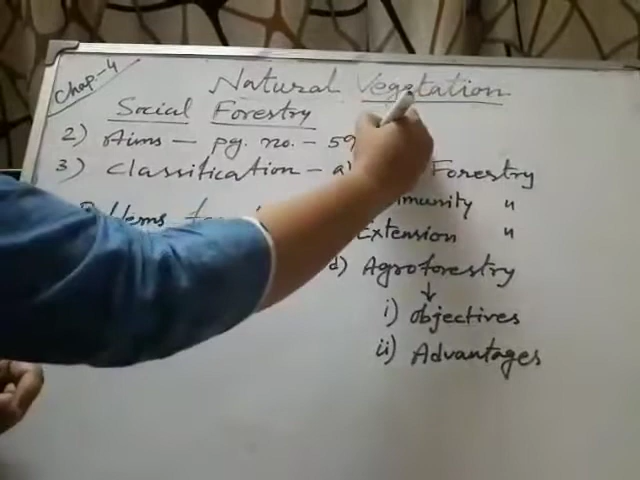 Chap-4
Natural Vegetation
Social Forestry
2) Aims — pg. no. - 59
3) Classification - a) Forestry
munity "
Extension "
d) Agroforestry
↓
i) objectives
ii) Advantages